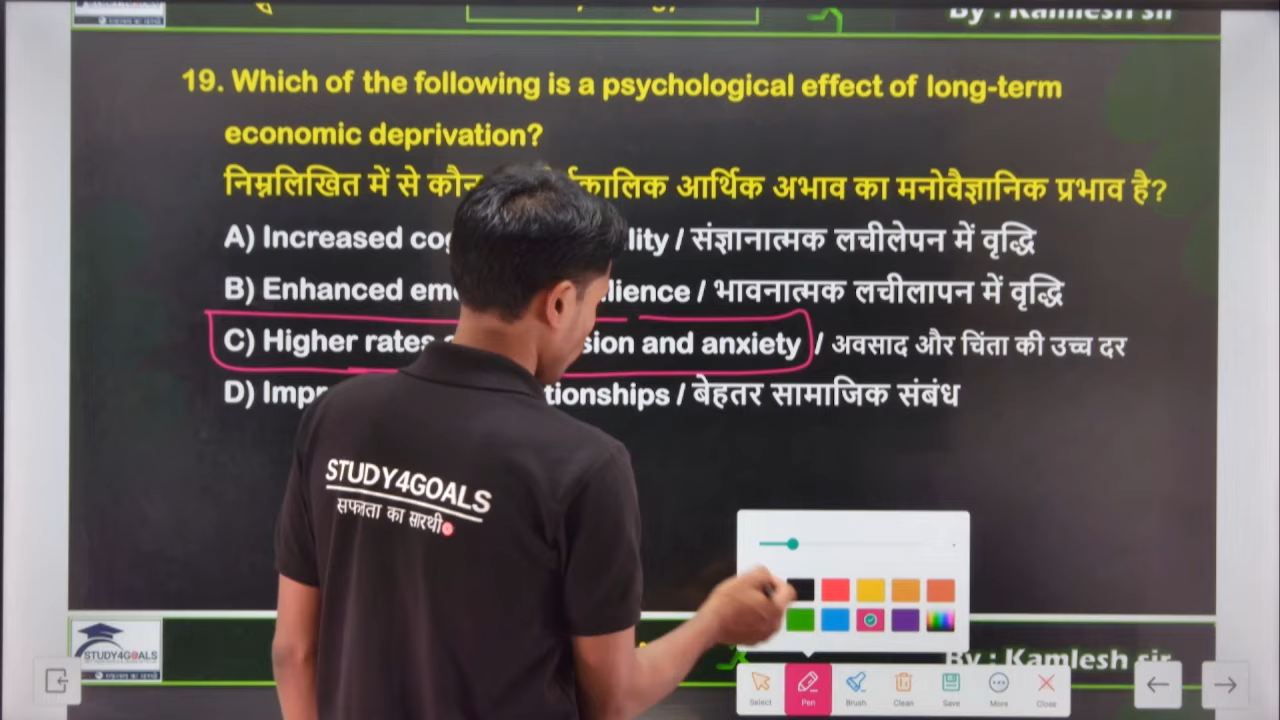 By : Kamlesh sir
19. Which of the following is a psychological effect of long-term
economic deprivation?
निम्नलिखित में से कौन कालिक आर्थिक अभाव का मनोवैज्ञानिक प्रभाव है?
A) Increased lity / संज्ञानात्मक लचीलेपन में वृद्धि
B) Enhanced lience / भावनात्मक लचीलापन में वृद्धि
C) Higher rates sion and anxiety / अवसाद और चिंता की उच्च दर
D) tionships / बेहतर सामाजिक संबंध
STUDY4GOALS
सफलता का सारथी
STUDY4GOALS
By : Kamlesh sir
Select Pen Brush Clean Save More Close